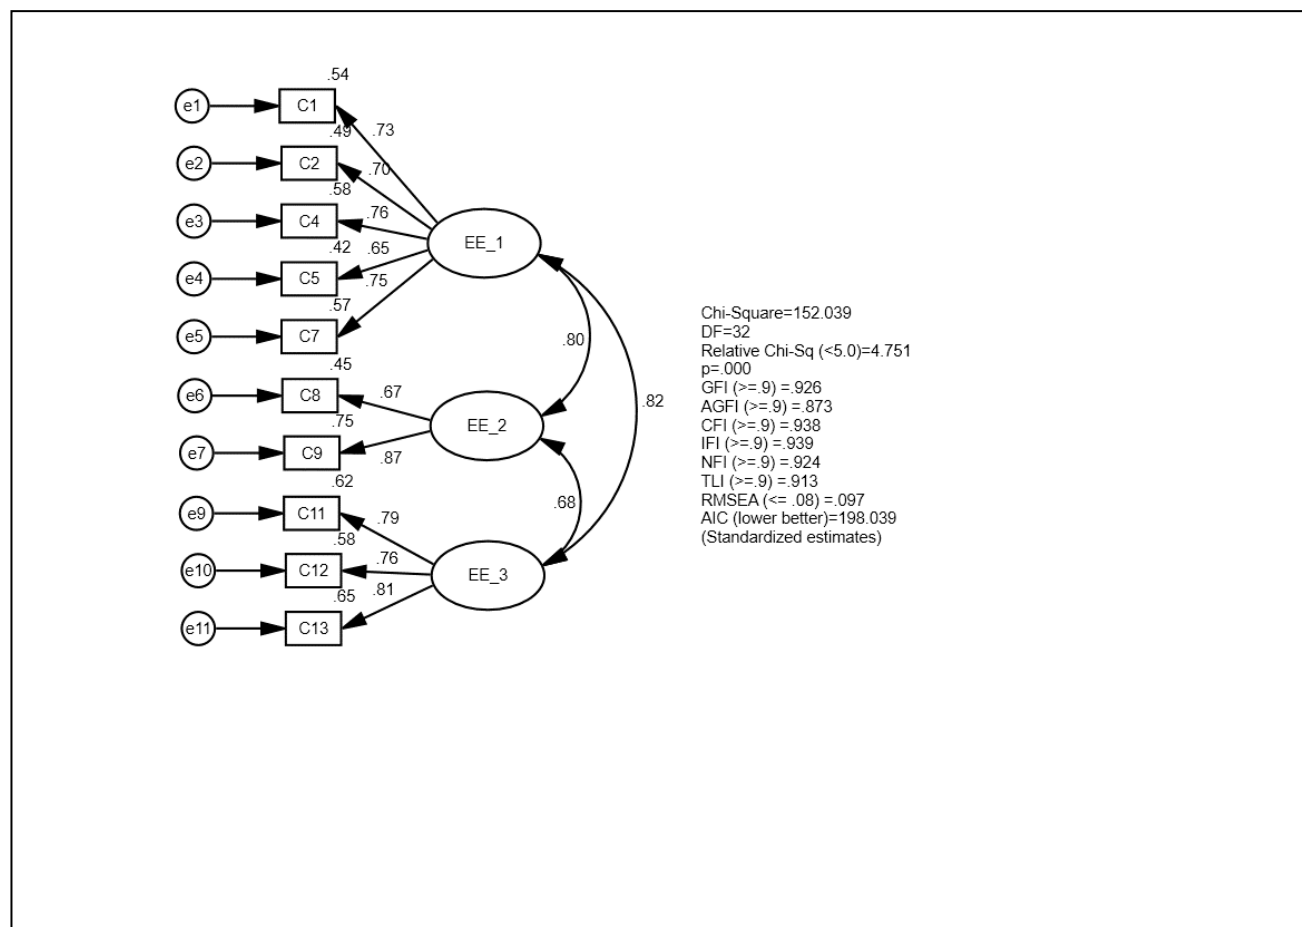 .54
e1
C1
.49
.73
e2
C2
.70
.58
e3
C4
.76
EE_1
.42
.65
e4
C5
.75
.57
e5
C7
.80
.45
e6
C8
.67
.82
.75
EE_2
e7
C9
.87
.62
.68
e9
C11
.79
.58
e10
C12
.76
EE_3
.65
.81
e11
C13
Chi-Square=152.039
DF=32
Relative Chi-Sq (<5.0)=4.751
p=.000
GFI (>=.9) =.926
AGFI (>=.9) =.873
CFI (>=.9) =.938
IFI (>=.9) =.939
NFI (>=.9) =.924
TLI (>=.9) =.913
RMSEA (<= .08) =.097
AIC (lower better)=198.039
(Standardized estimates)